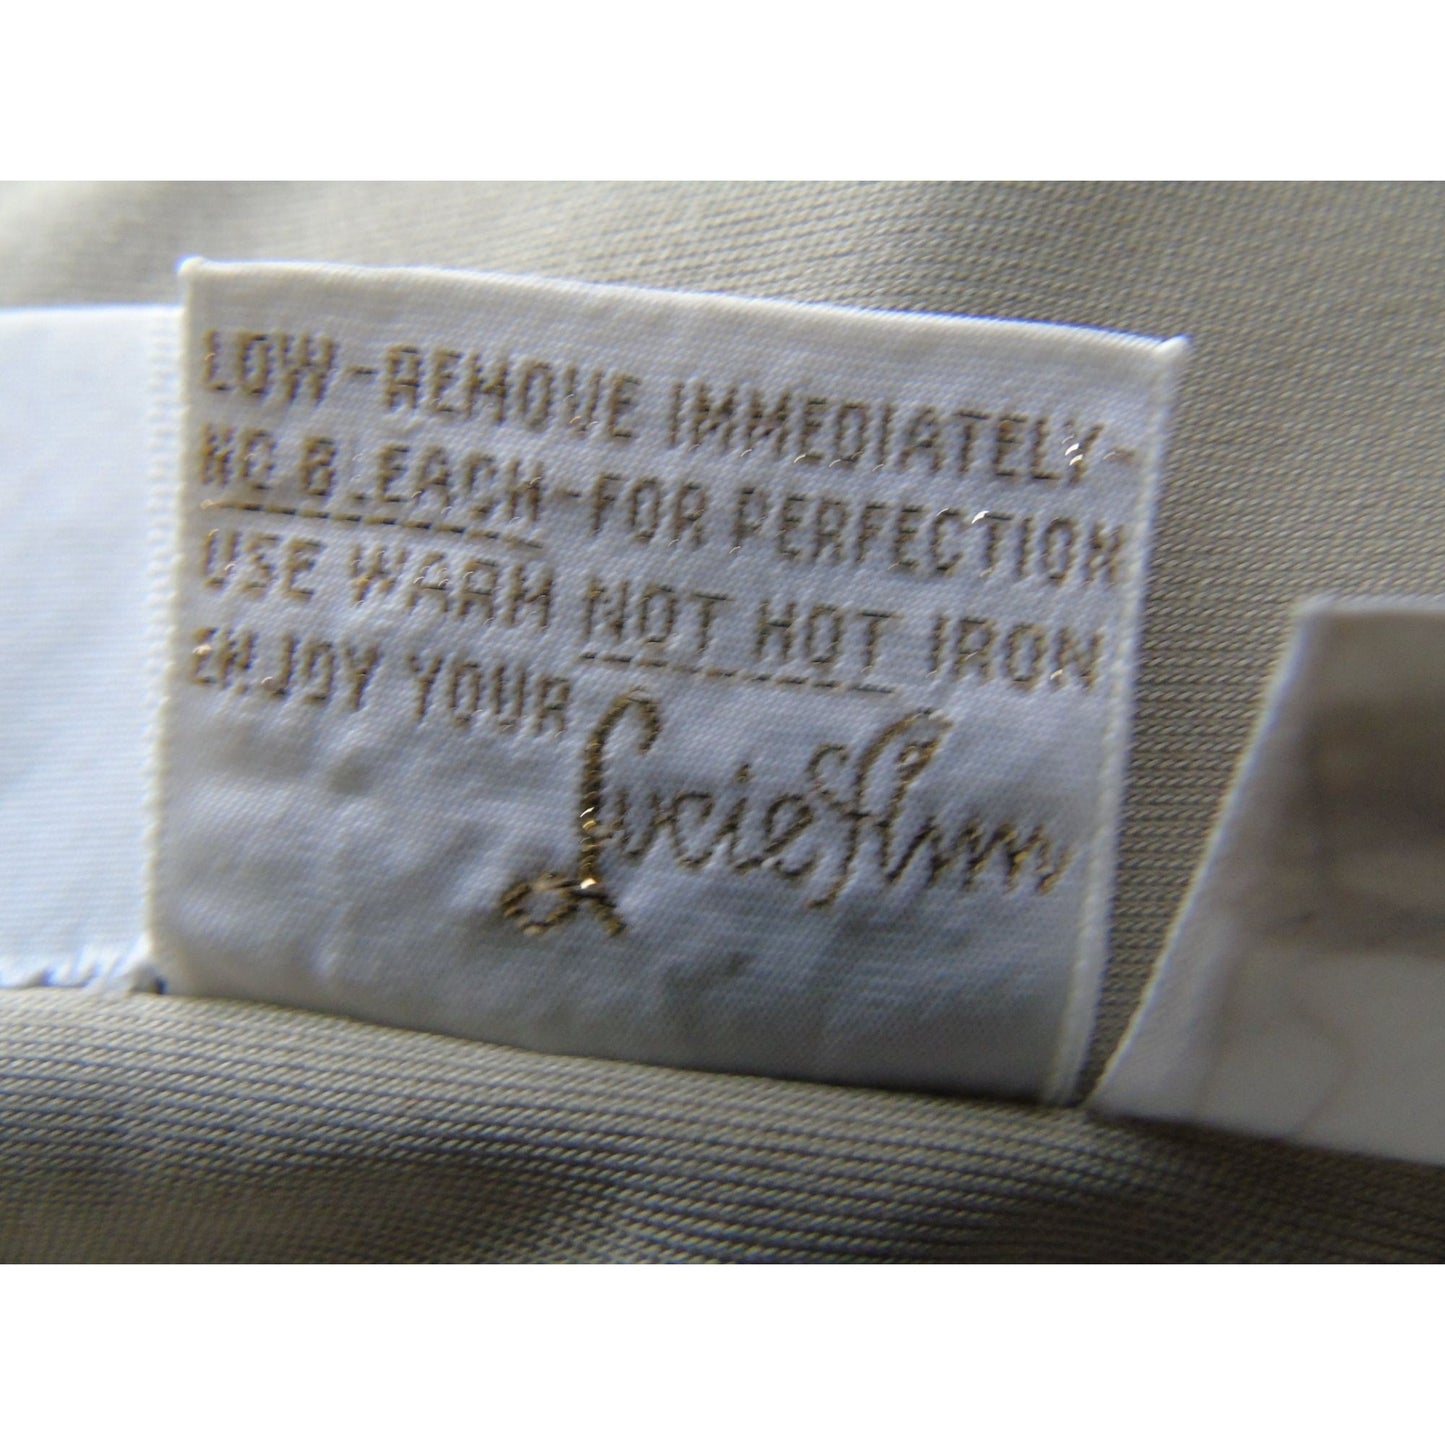 LOW-REMOVE IMMEDIATELY-
NO BLEACH-FOR PERFECTION
USE WARM NOT HOT IRON
ENJOY YOUR
Lucie Ann